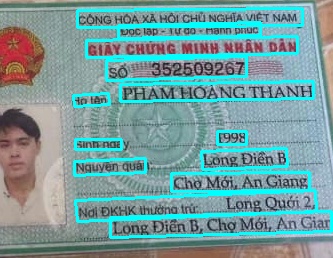 CỘNG HÒA XÃ HỘI CHỦ NGHĨA VIỆT NAM
Độc lập - Tự do - Hạnh phúc
GIẤY CHỨNG MINH NHÂN DÂN
SỐ 352509267
Họ tên PHẠM HOÀNG THANH
Sinh ngày 1998
Nguyên quán Long Điền B
Chợ Mới, An Giang
Nơi ĐKHK thường trú: Long Quới 2,
Long Điền B, Chợ Mới, An Gian